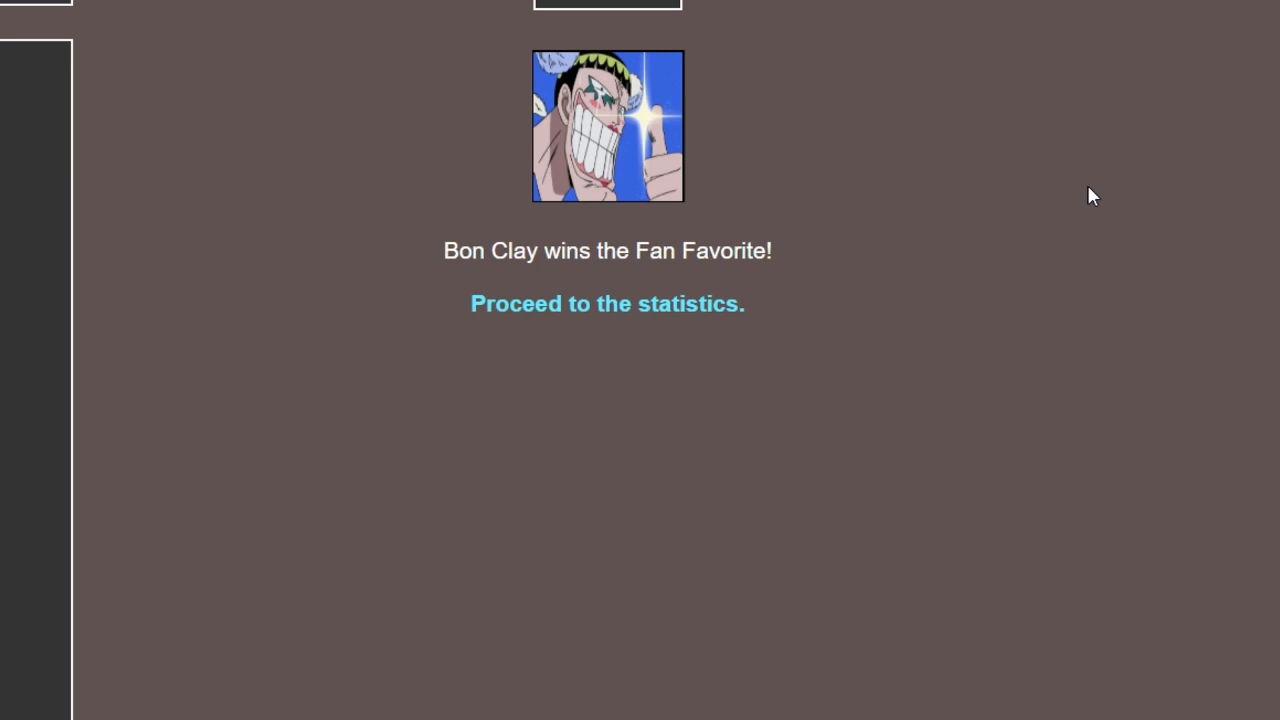 Bon Clay wins the Fan Favorite!
Proceed to the statistics.